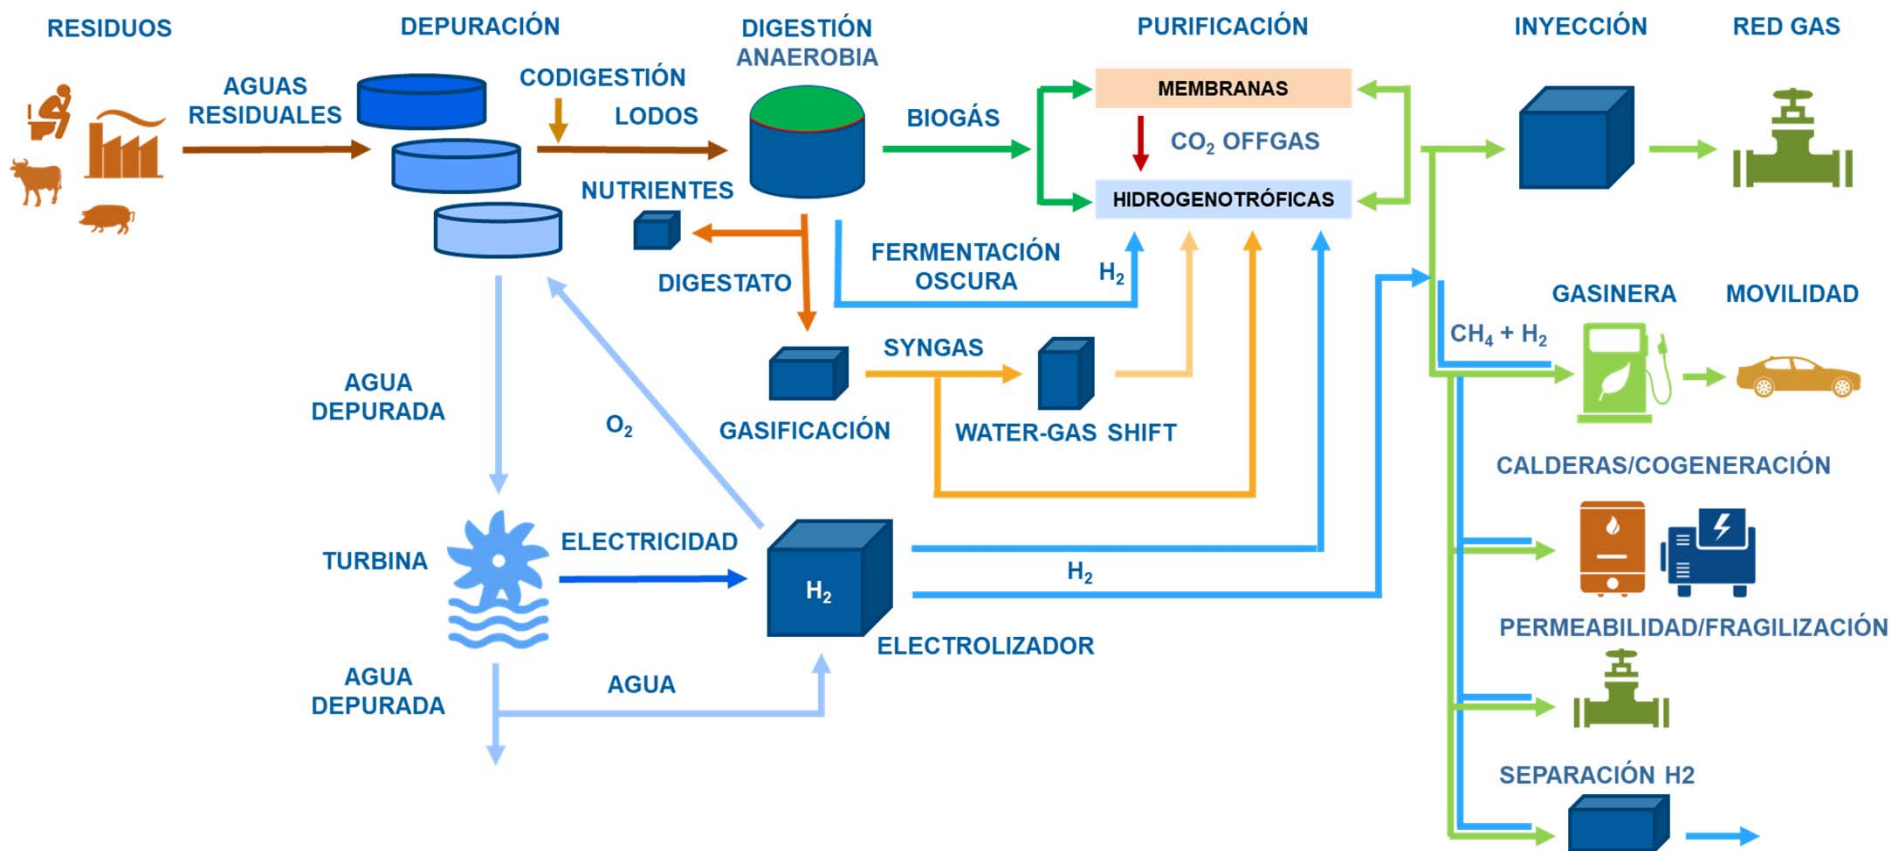 RESIDUOS
DEPURACIÓN
DIGESTIÓN
ANAEROBIA
PURIFICACIÓN
INYECCIÓN
RED GAS
AGUAS
RESIDUALES
CODIGESTIÓN
LODOS
BIOGÁS
MEMBRANAS
CO₂ OFFGAS
HIDROGENOTRÓFICAS
NUTRIENTES
DIGESTATO
FERMENTACIÓN
OSCURA
H₂
GASINERA
MOVILIDAD
CH₄ + H₂
SYNGAS
GASIFICACIÓN
WATER-GAS SHIFT
AGUA
DEPURADA
O₂
CALDERAS/COGENERACIÓN
TURBINA
ELECTRICIDAD
H₂
H₂
ELECTROLIZADOR
PERMEABILIDAD/FRAGILIZACIÓN
AGUA
DEPURADA
AGUA
SEPARACIÓN H2